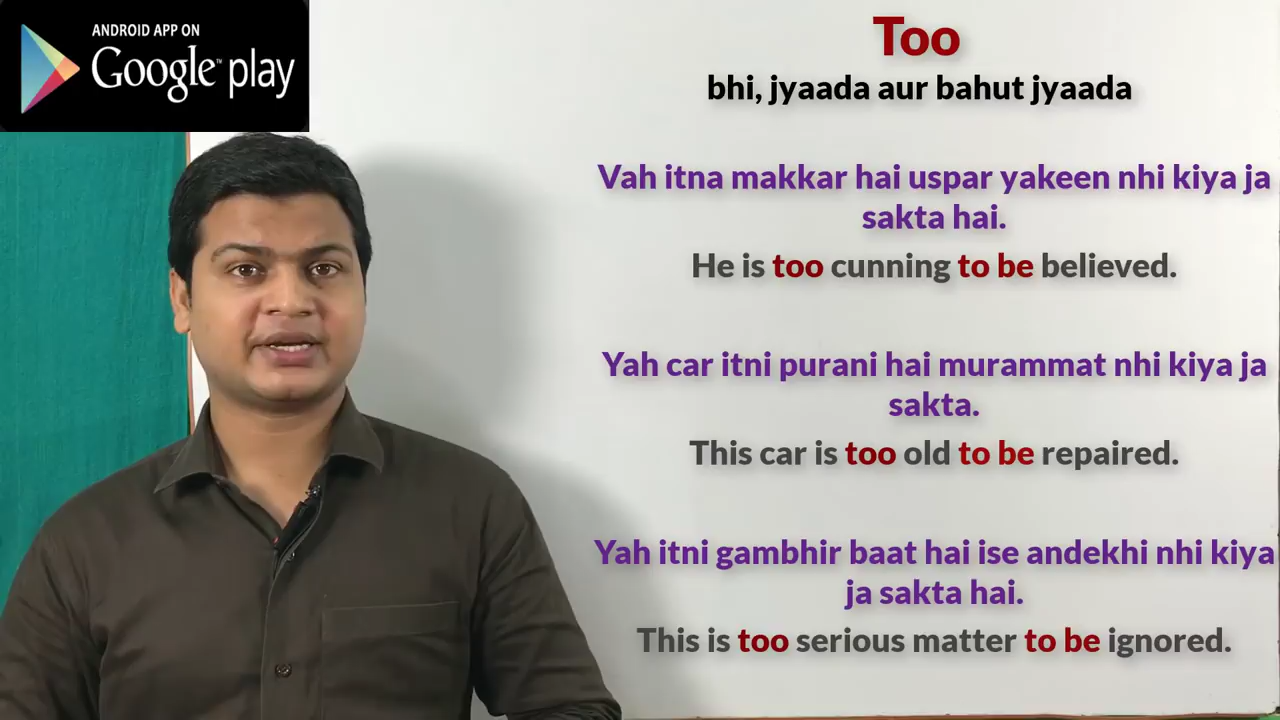 ANDROID APP ON
Google play
Too
bhi, jyaada aur bahut jyaada
Vah itna makkar hai uspar yakeen nhi kiya ja
sakta hai.
He is too cunning to be believed.
Yah car itni purani hai murammat nhi kiya ja
sakta.
This car is too old to be repaired.
Yah itni gambhir baat hai ise andekhi nhi kiya
ja sakta hai.
This is too serious matter to be ignored.